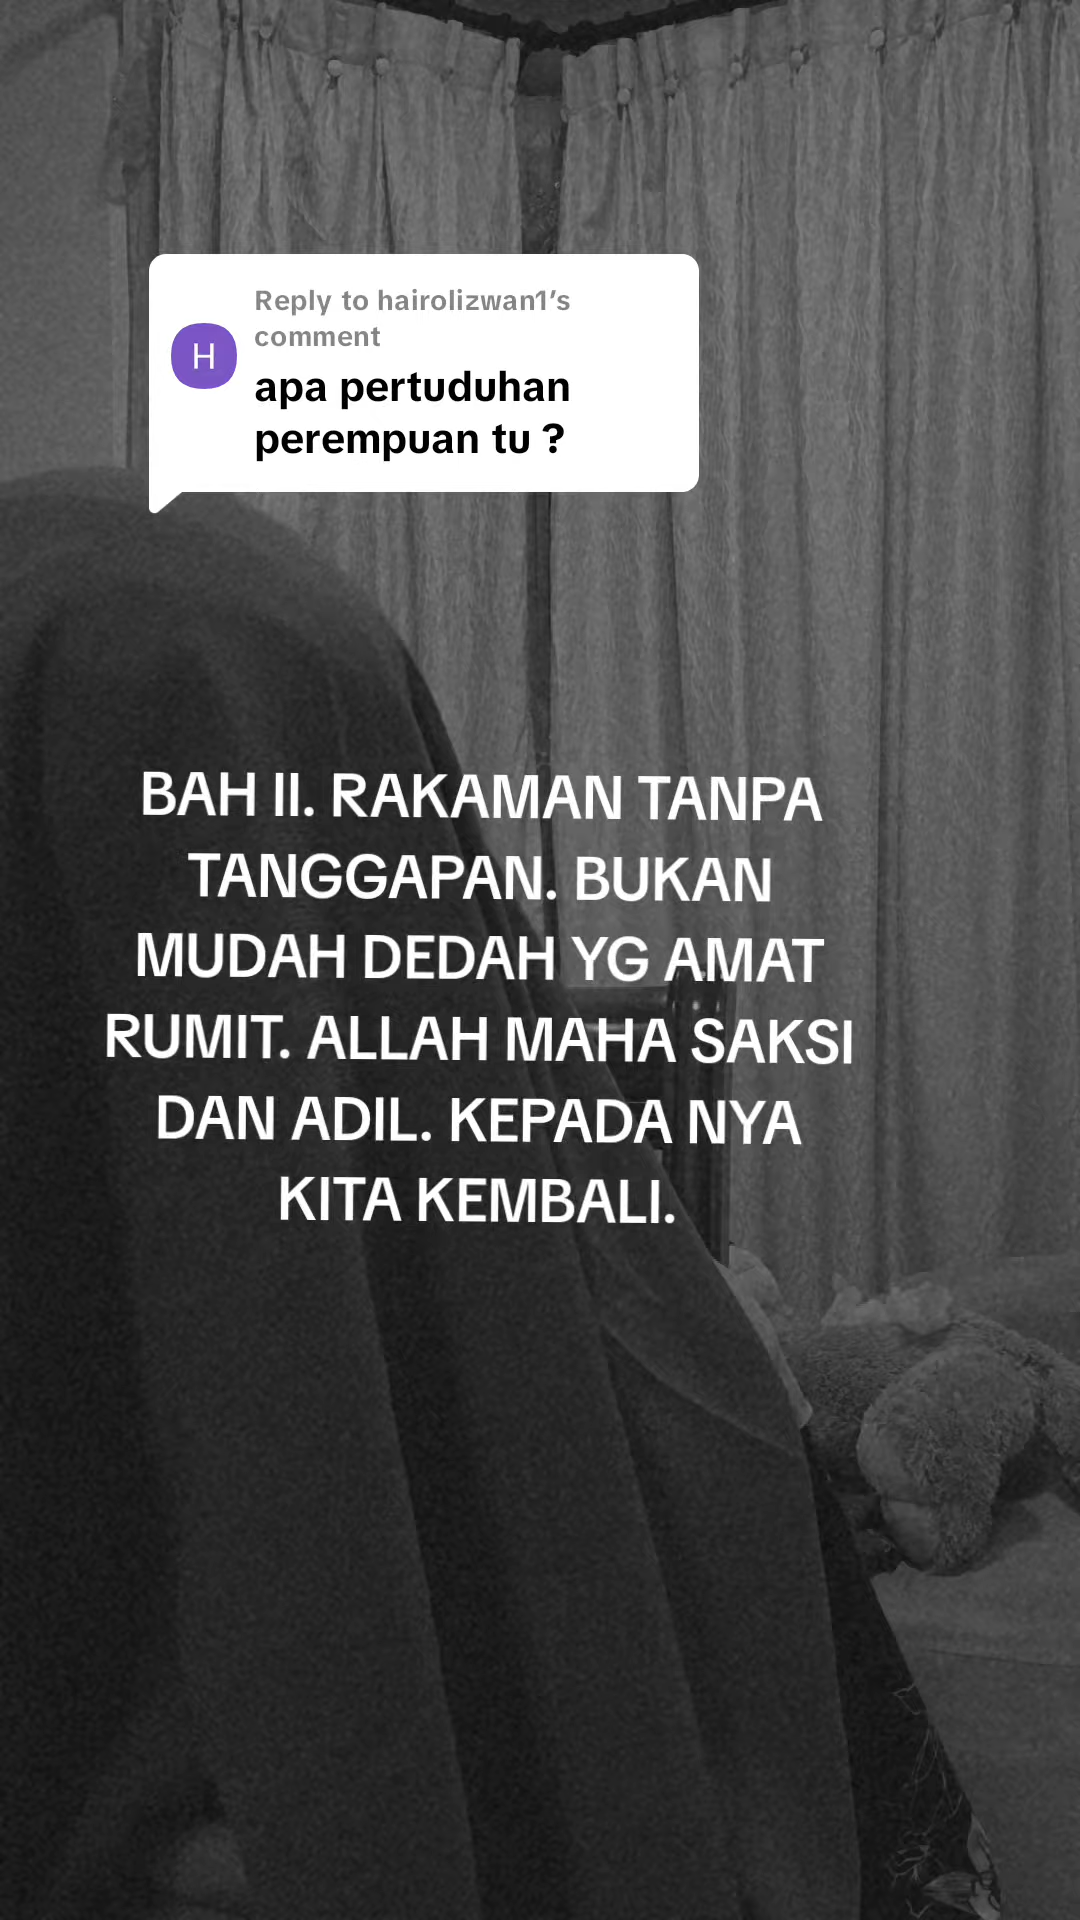 Reply to hairolizwan1's
comment
H
apa pertuduhan
perempuan tu ?
BAH II. RAKAMAN TANPA
TANGGAPAN. BUKAN
MUDAH DEDAH YG AMAT
RUMIT. ALLAH MAHA SAKSI
DAN ADIL. KEPADA NYA
KITA KEMBALI.